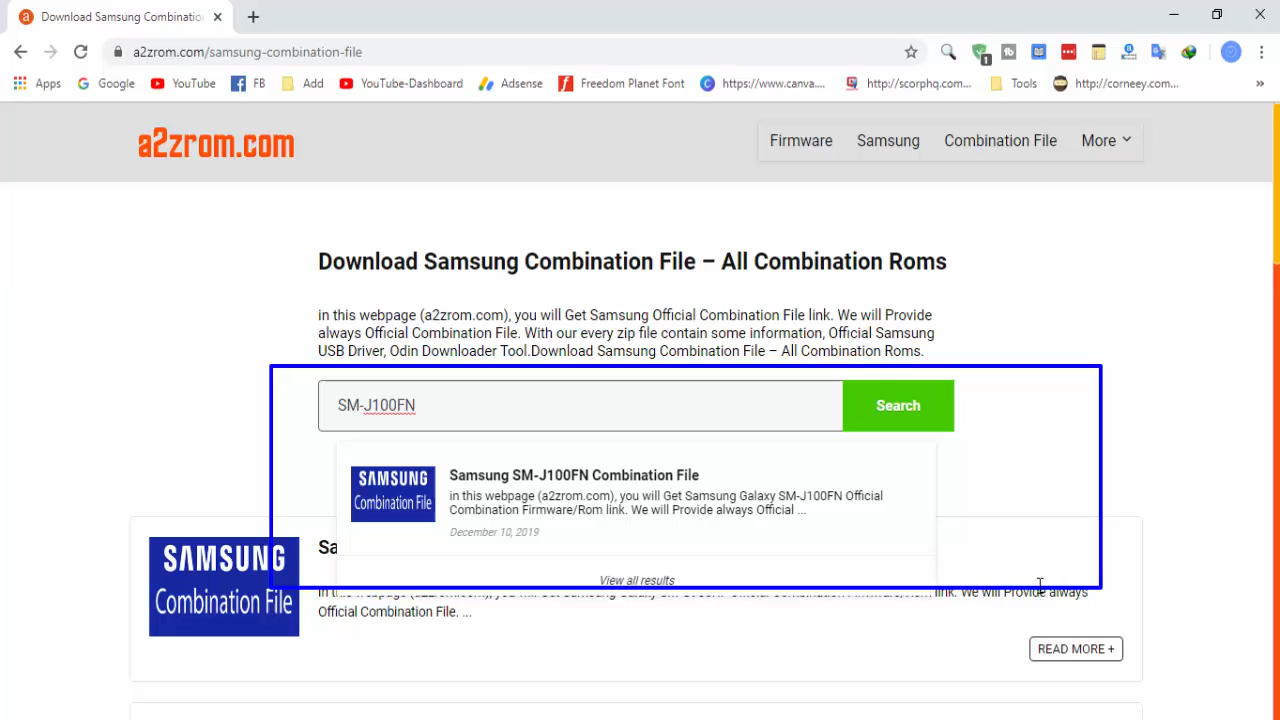 Download Samsung Combinatio
a2zrom.com/samsung-combination-file
1
Apps Google YouTube FB Add YouTube-Dashboard Adsense Freedom Planet Font https://www.canva.... http://scorphq.com... Tools http://corneey.com... »
a2zrom.com
Firmware Samsung Combination File More
Download Samsung Combination File – All Combination Roms
in this webpage (a2zrom.com), you will Get Samsung Official Combination File link. We will Provide
always Official Combination File. With our every zip file contain some information, Official Samsung
USB Driver, Odin Downloader Tool.Download Samsung Combination File – All Combination Roms.
SM-J100FN Search
SAMSUNG
Combination File
Samsung SM-J100FN Combination File
in this webpage (a2zrom.com), you will Get Samsung Galaxy SM-J100FN Official
Combination Firmware/Rom link. We will Provide always Official ...
December 10, 2019
View all results
SAMSUNG
Combination File
Sa
link. We will Provide always
Official Combination File. ...
READ MORE +